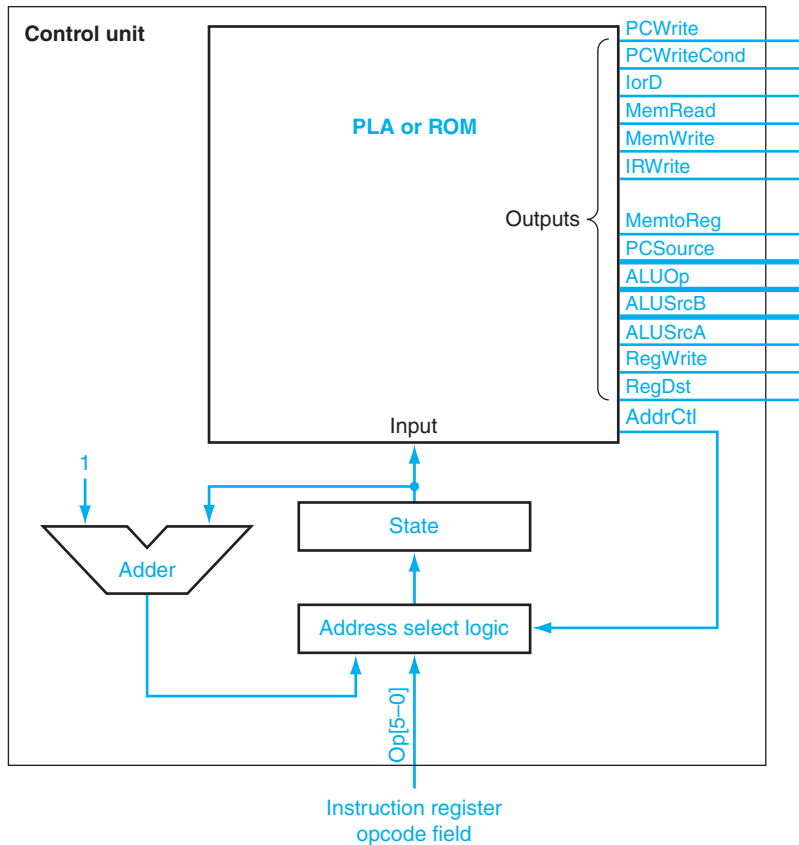 Control unit
PLA or ROM
Outputs
Input
PCWrite
PCWriteCond
IorD
MemRead
MemWrite
IRWrite
MemtoReg
PCSource
ALUOp
ALUSrcB
ALUSrcA
RegWrite
RegDst
AddrCtl
1
State
Adder
Address select logic
Op[5–0]
Instruction register
opcode field